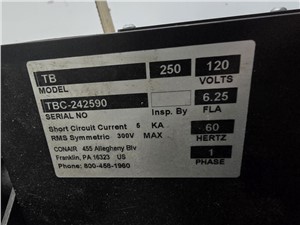 TB 250 120
MODEL VOLTS
TBC-242590 6.25
SERIAL NO Insp. By FLA
Short Circuit Current 5 KA 60
RMS Symmetric 300V MAX HERTZ
CONAIR 455 Allegheny Blv 1
Franklin, PA 16323 US PHASE
Phone: 800-458-1960